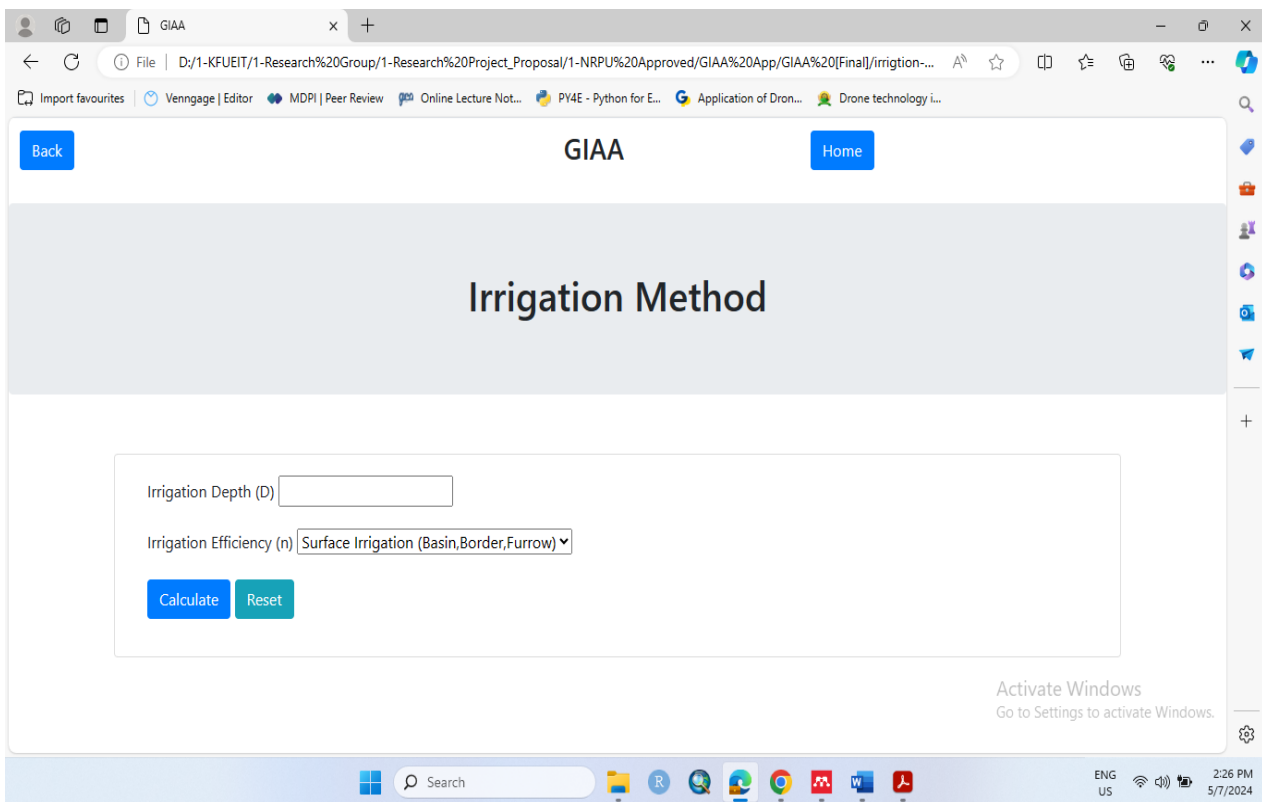 GIAA
File D:/1-KFUEIT/1-Research%20Group/1-Research%20Project_Proposal/1-NRPU%20Approved/GIAA%20App/GIAA%20[Final]/irrigtion-...
Import favourites Venngage | Editor MDPI | Peer Review Online Lecture Not... PY4E - Python for E... Application of Dron... Drone technology i...
Back GIAA Home
Irrigation Method
Irrigation Depth (D)
Irrigation Efficiency (n) Surface Irrigation (Basin,Border,Furrow)
Calculate Reset
Activate Windows
Go to Settings to activate Windows.
Search ENG 2:26 PM
US 5/7/2024